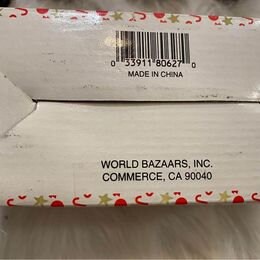 0 33911 80627 0
MADE IN CHINA
WORLD BAZAARS, INC.
COMMERCE, CA 90040